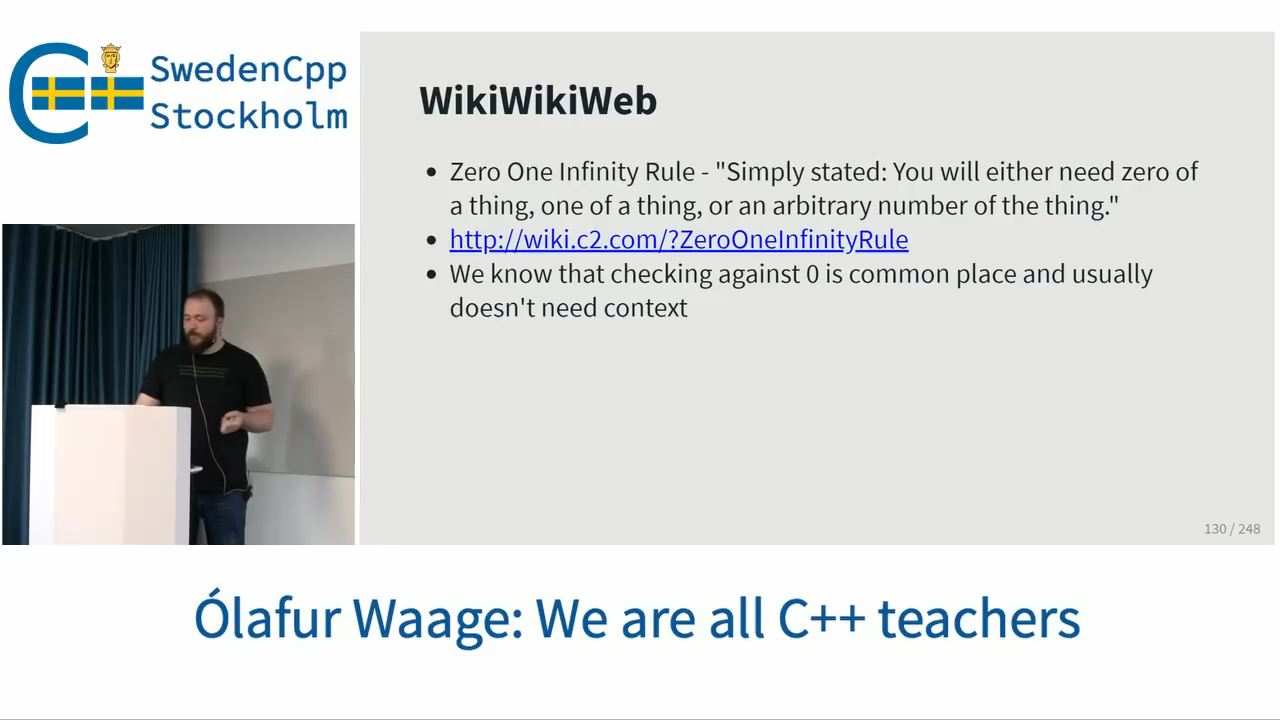 SwedenCpp
Stockholm
WikiWikiWeb
• Zero One Infinity Rule - "Simply stated: You will either need zero of
a thing, one of a thing, or an arbitrary number of the thing."
• http://wiki.c2.com/?ZeroOneInfinityRule
• We know that checking against 0 is common place and usually
doesn't need context
130 / 248
Ólafur Waage: We are all C++ teachers